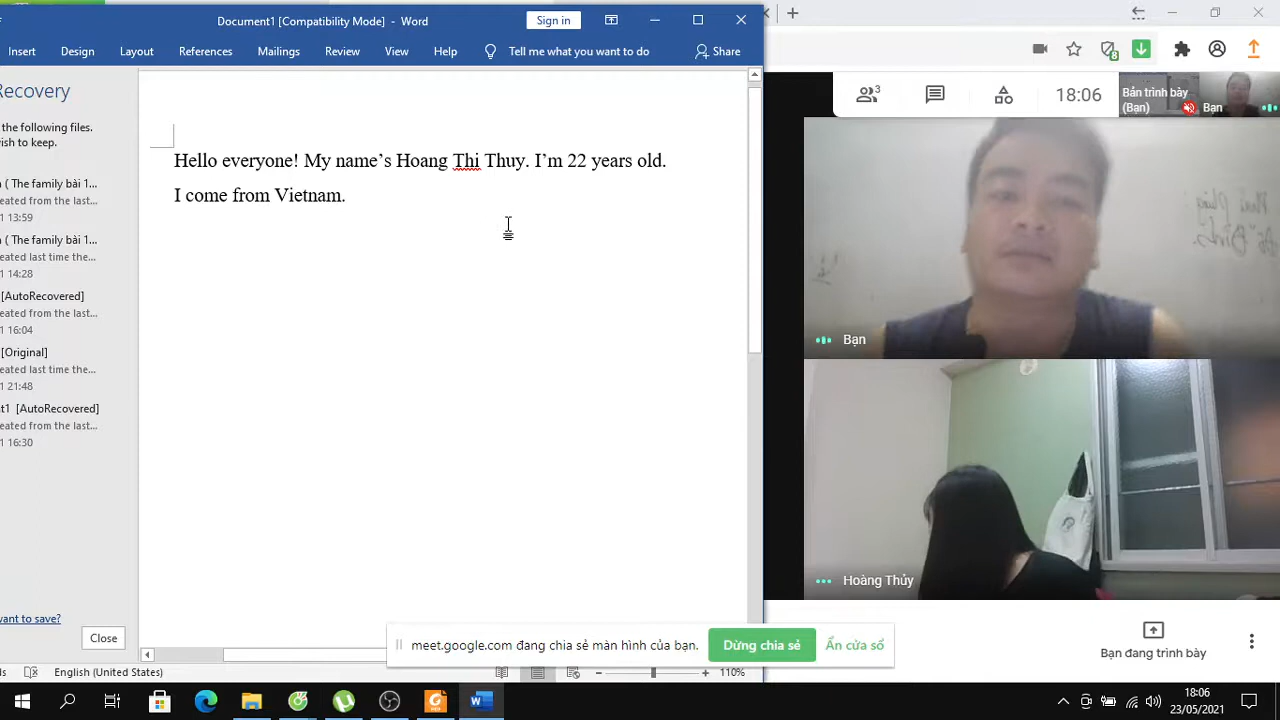 Document1 [Compatibility Mode] - Word
Sign in
Insert
Design
Layout
References
Mailings
Review
View
Help
Tell me what you want to do
Share
Recovery
the following files.
vish to keep.
n ( The family bài 1
eated last time the...
1 13:59
n ( The family bài 1
eated last time the...
1 14:28
[AutoRecovered]
eated from the last...
1 16:04
[Original]
eated last time the...
1 21:48
t1 [AutoRecovered]
eated from the last...
1 16:30
want to save?
Close
Hello everyone! My name’s Hoang Thi Thuy. I’m 22 years old.
I come from Vietnam.
8
3
18:06
Bản trình bày
(Bạn)
Bạn
Bạn
Hoàng Thủy
meet.google.com đang chia sẻ màn hình của bạn.
Dừng chia sẻ
Ẩn cửa sổ
Bạn đang trình bày
English (United States)
110%
18:06
23/05/2021